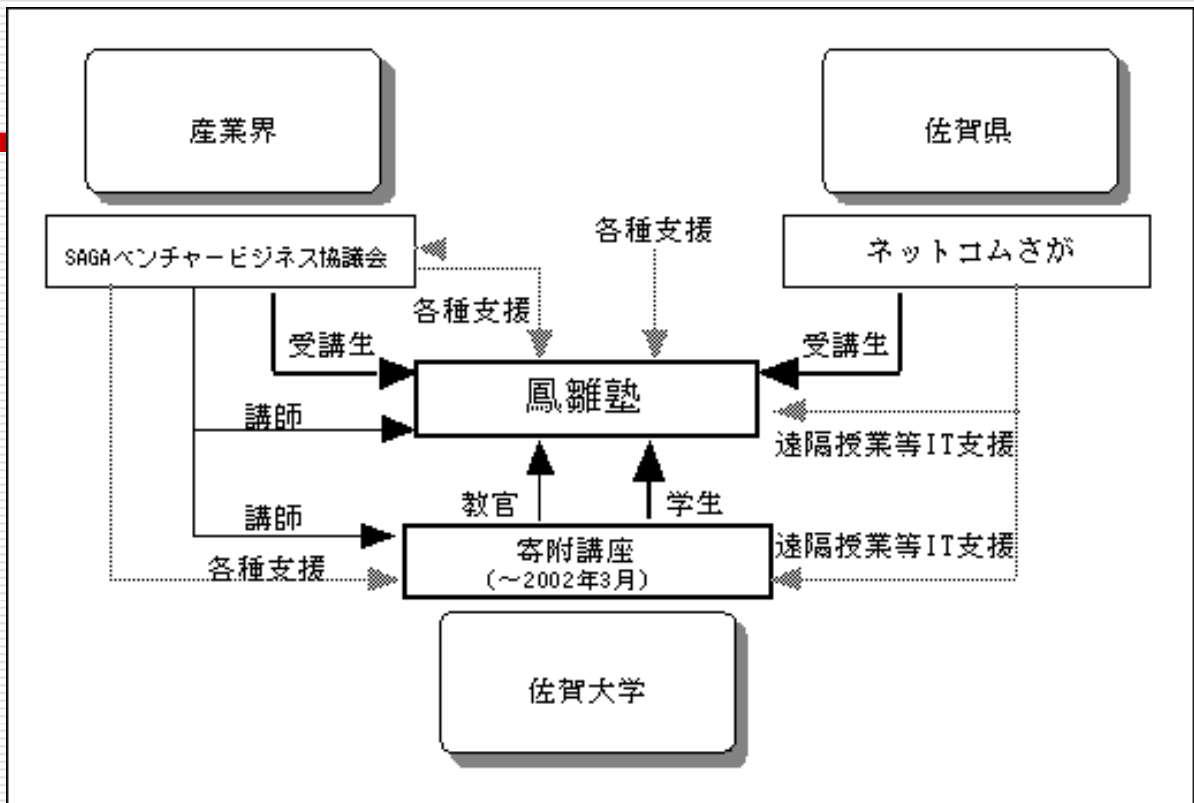 産業界
佐賀県
SAGAベンチャービジネス協議会
各種支援
ネットコムさが
各種支援
受講生
受講生
鳳雛塾
講師
遠隔授業等IT支援
教官
学生
講師
寄附講座
(～2002年3月)
遠隔授業等IT支援
各種支援
佐賀大学